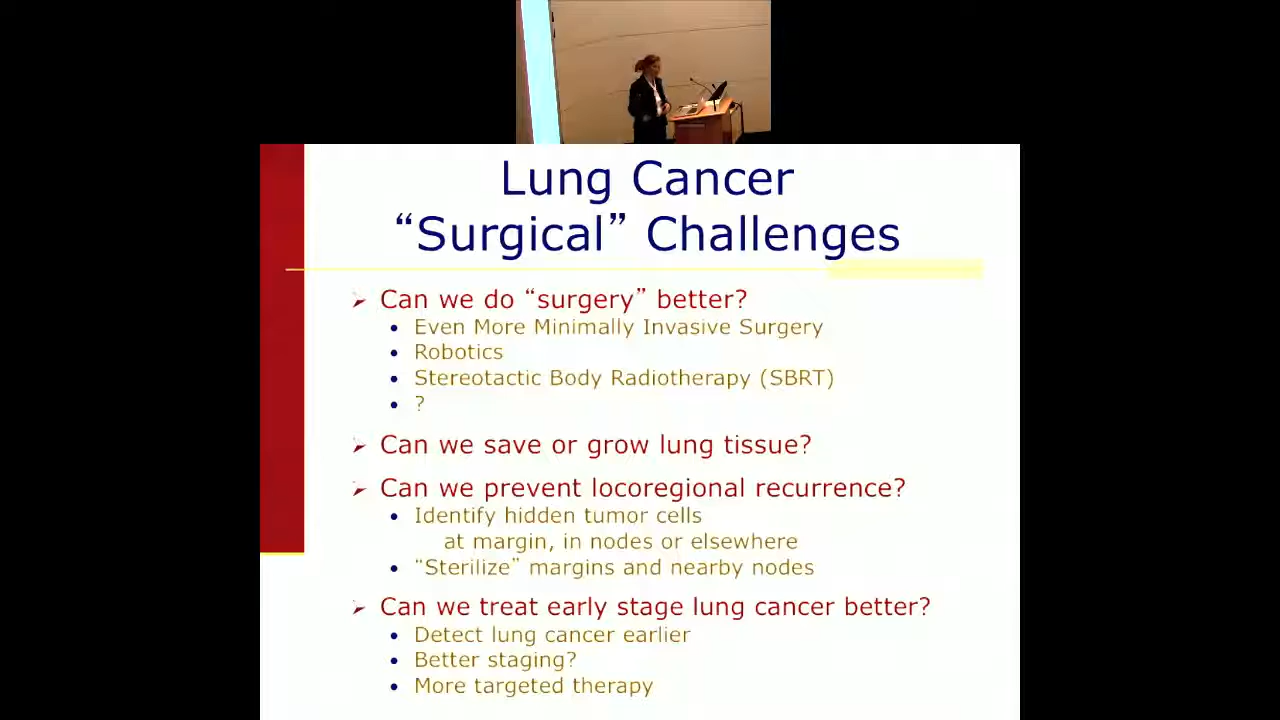 Lung Cancer
“Surgical” Challenges
Can we do “surgery” better?
Even More Minimally Invasive Surgery
Robotics
Stereotactic Body Radiotherapy (SBRT)
?
Can we save or grow lung tissue?
Can we prevent locoregional recurrence?
Identify hidden tumor cells
at margin, in nodes or elsewhere
“Sterilize” margins and nearby nodes
Can we treat early stage lung cancer better?
Detect lung cancer earlier
Better staging?
More targeted therapy